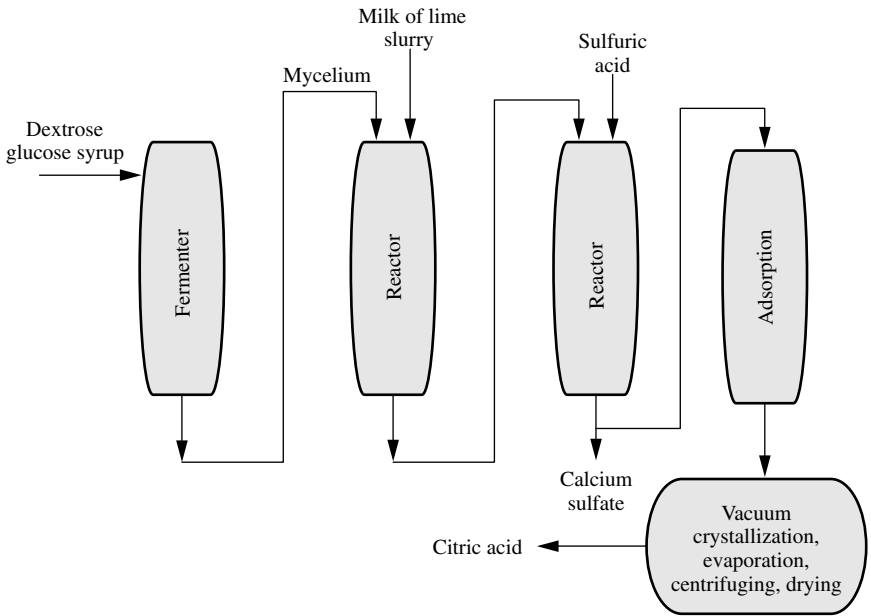 Milk of lime
slurry
Sulfuric
acid
Mycelium
Dextrose
glucose syrup
Fermenter
Reactor
Reactor
Adsorption
Calcium
sulfate
Citric acid
Vacuum
crystallization,
evaporation,
centrifuging, drying